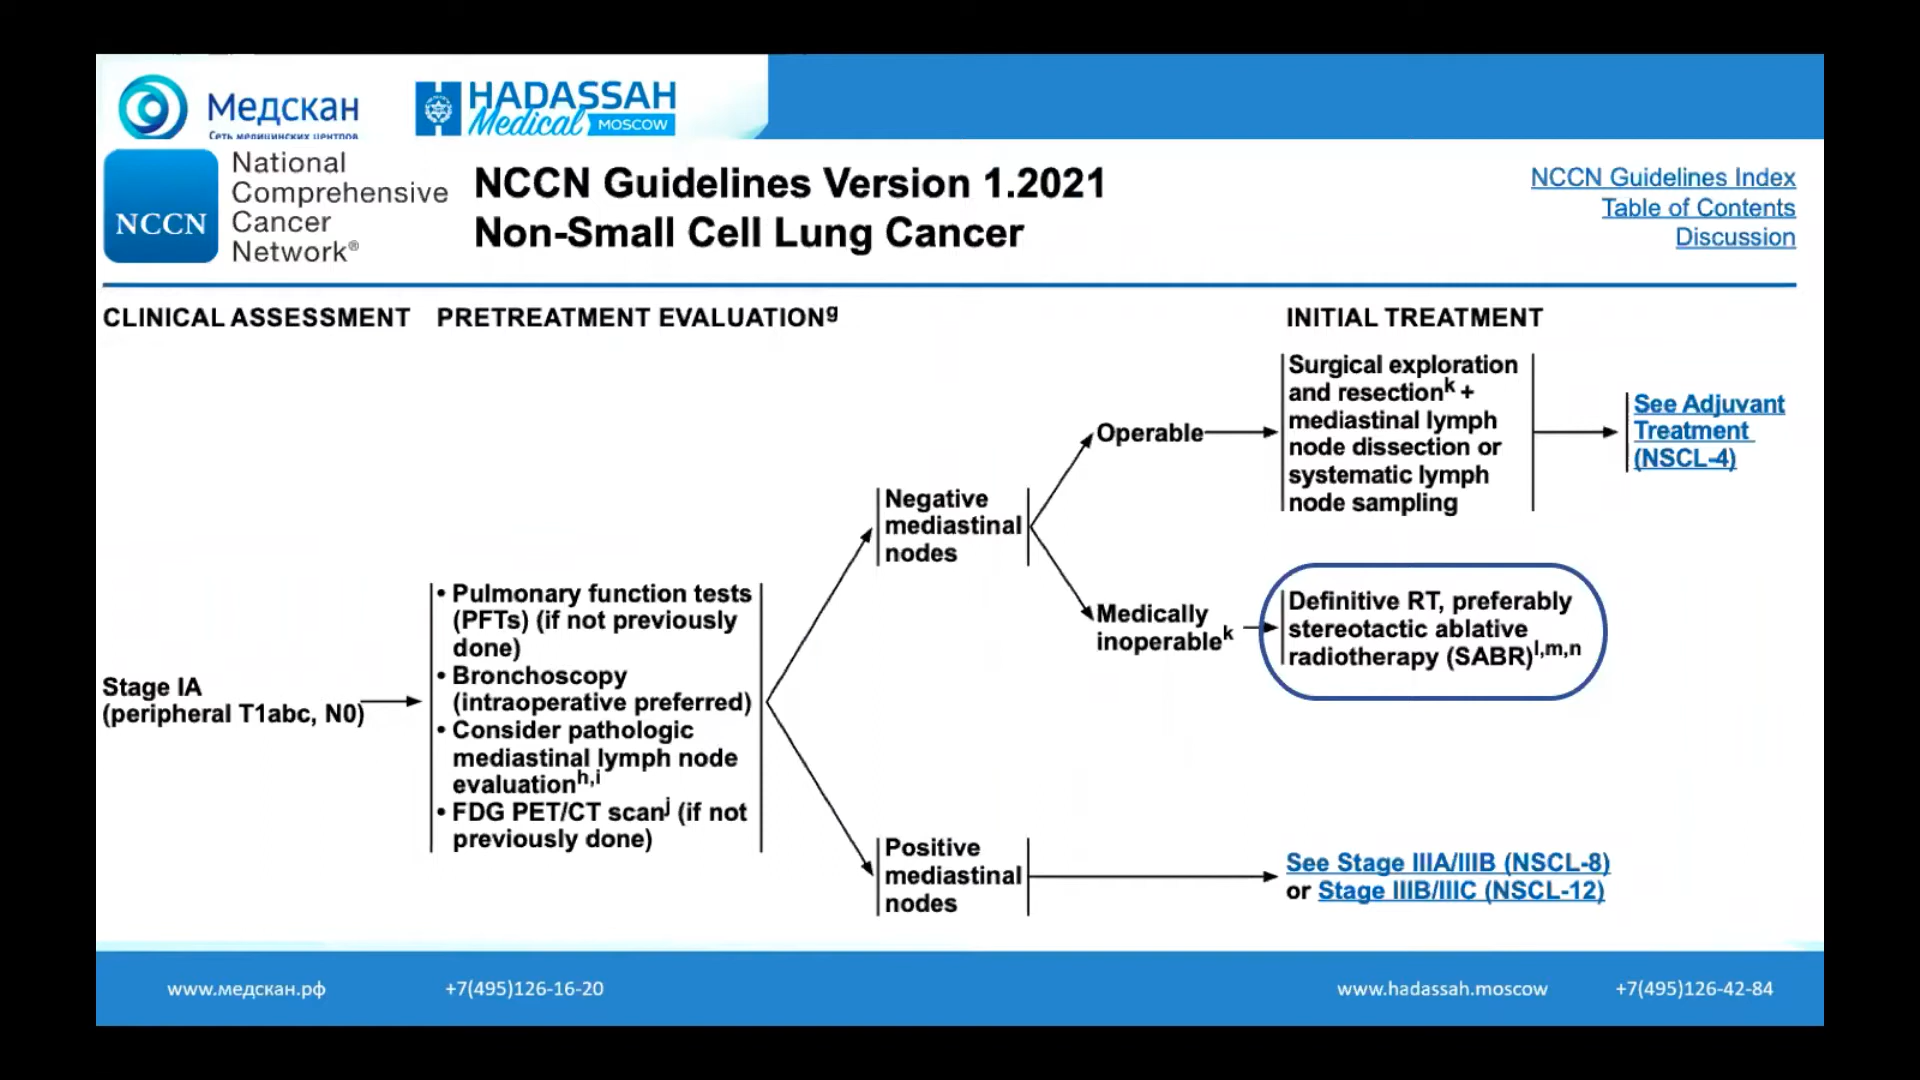 Медскан
Сеть медицинских центров
HADASSAH
Medical MOSCOW
NCCN
National
Comprehensive
Cancer
Network®
NCCN Guidelines Version 1.2021
Non-Small Cell Lung Cancer
NCCN Guidelines Index
Table of Contents
Discussion
CLINICAL ASSESSMENT
PRETREATMENT EVALUATIONg
INITIAL TREATMENT
Stage IA
(peripheral T1abc, N0)
• Pulmonary function tests
(PFTs) (if not previously
done)
• Bronchoscopy
(intraoperative preferred)
• Consider pathologic
mediastinal lymph node
evaluationh,i
• FDG PET/CT scanj (if not
previously done)
Negative
mediastinal
nodes
Operable
Surgical exploration
and resectionk +
mediastinal lymph
node dissection or
systematic lymph
node sampling
See Adjuvant
Treatment
(NSCL-4)
Medically
inoperablek
Definitive RT, preferably
stereotactic ablative
radiotherapy (SABR)l,m,n
Positive
mediastinal
nodes
See Stage IIIA/IIIB (NSCL-8)
or Stage IIIB/IIIC (NSCL-12)
www.медскан.рф
+7(495)126-16-20
www.hadassah.moscow
+7(495)126-42-84